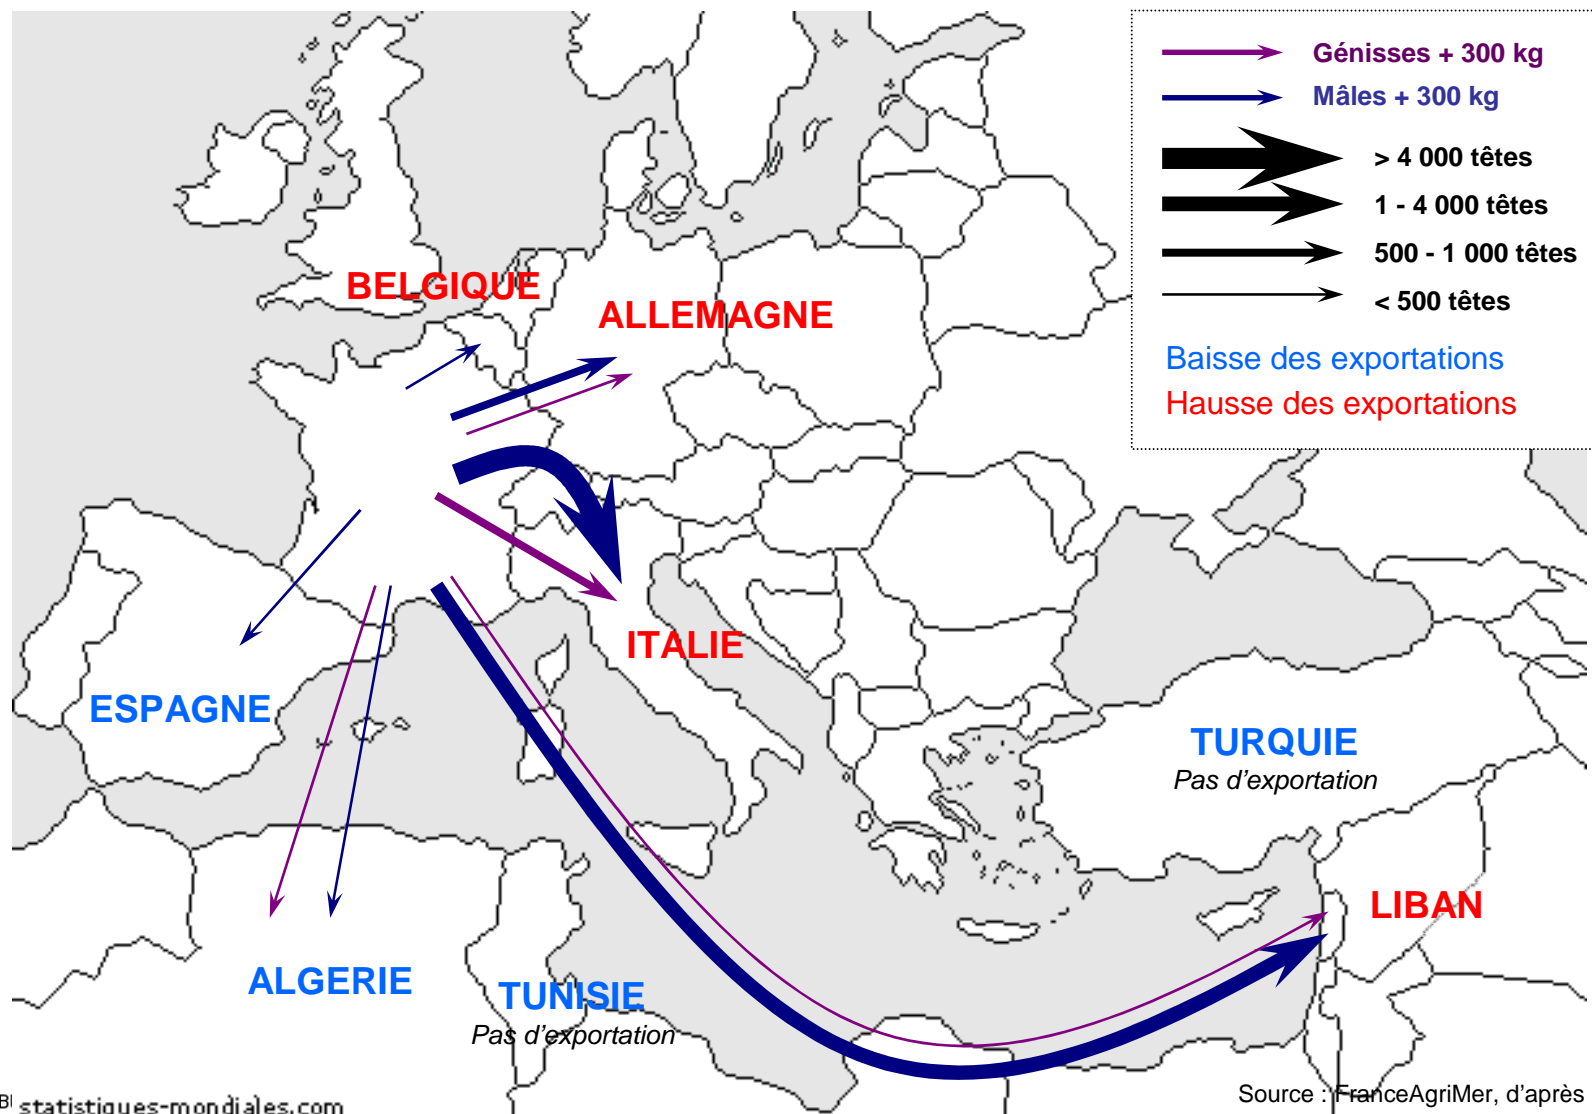 Génisses + 300 kg
Mâles + 300 kg
> 4 000 têtes
1 - 4 000 têtes
500 - 1 000 têtes
< 500 têtes
Baisse des exportations
Hausse des exportations
BELGIQUE
ALLEMAGNE
ITALIE
ESPAGNE
TURQUIE
Pas d'exportation
LIBAN
ALGERIE
TUNISIE
Pas d'exportation
statistiques-mondiales.com
Source : FranceAgriMer, d'après